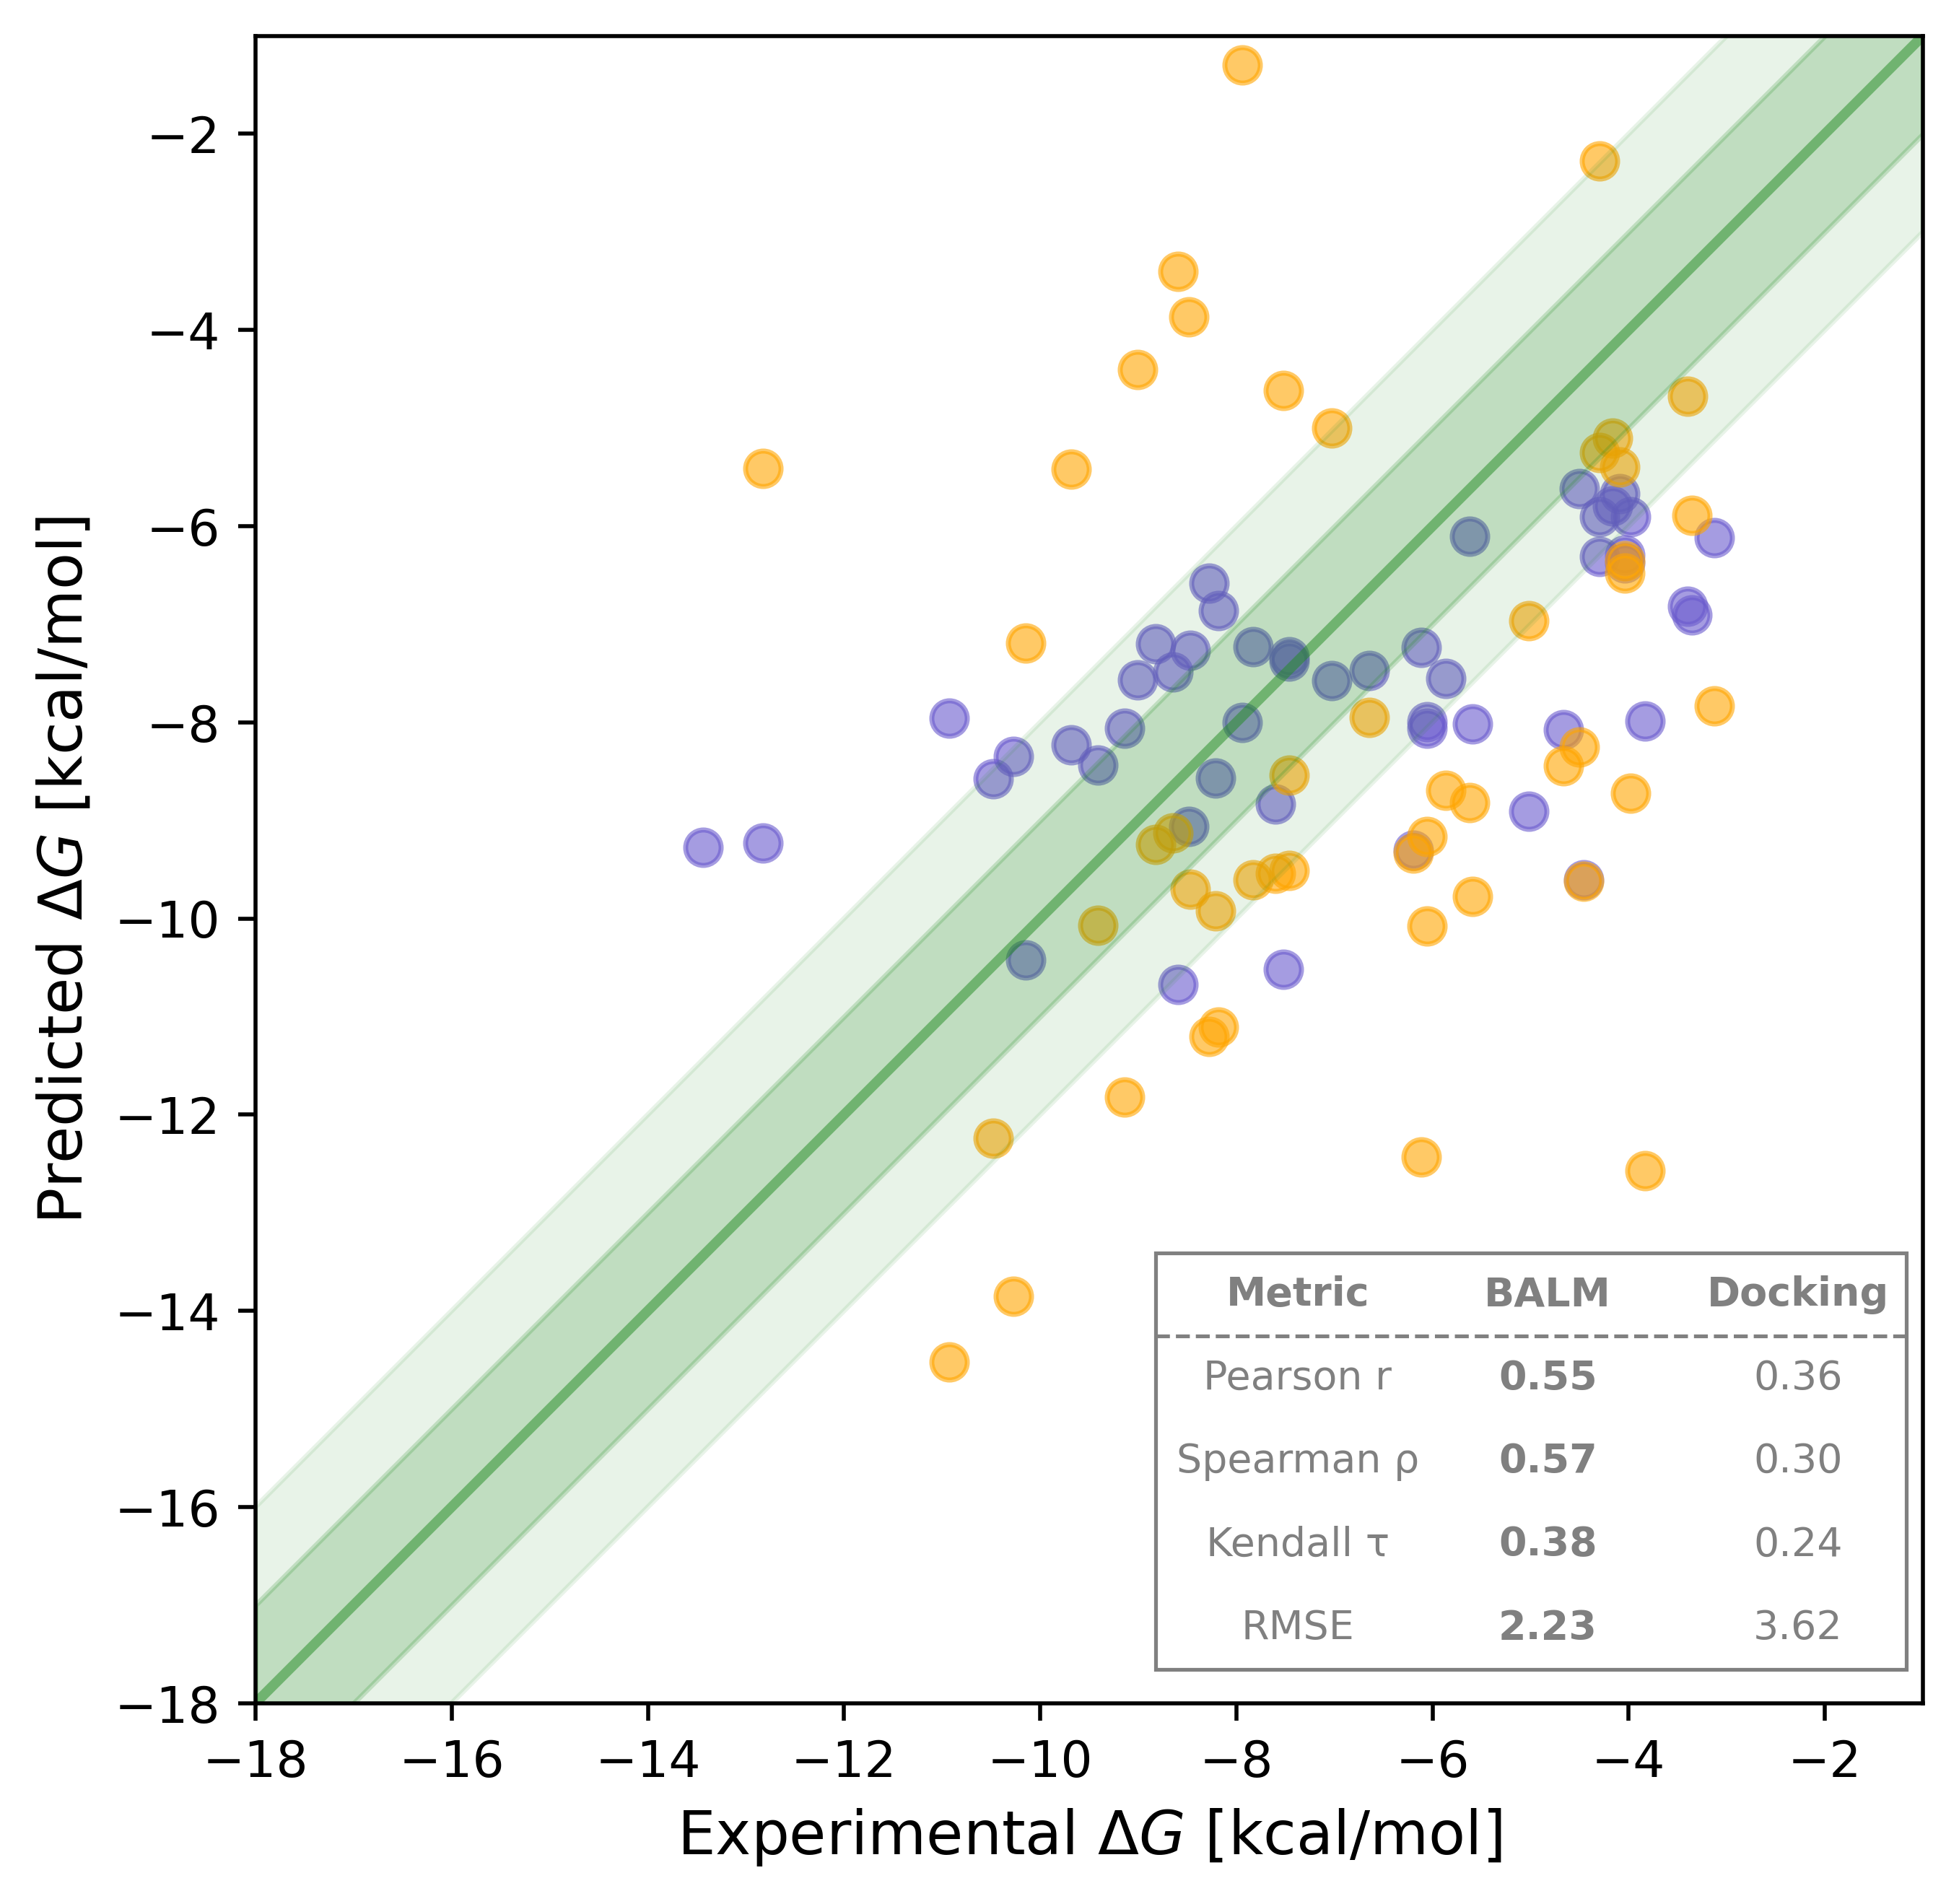 Predicted ΔG [kcal/mol]
−2
−4
−6
−8
−10
−12
−14
−16
−18
Metric BALM Docking
Pearson r 0.55 0.36
Spearman ρ 0.57 0.30
Kendall τ 0.38 0.24
RMSE 2.23 3.62
−18 −16 −14 −12 −10 −8 −6 −4 −2
Experimental ΔG [kcal/mol]